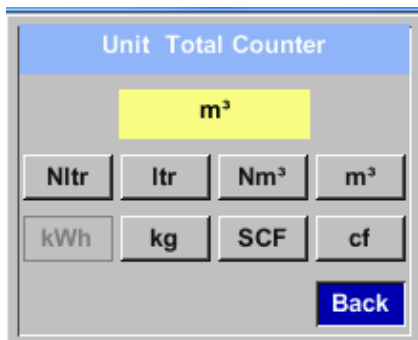 Unit Total Counter
m³
Nltr ltr Nm³ m³
kWh kg SCF cf
Back